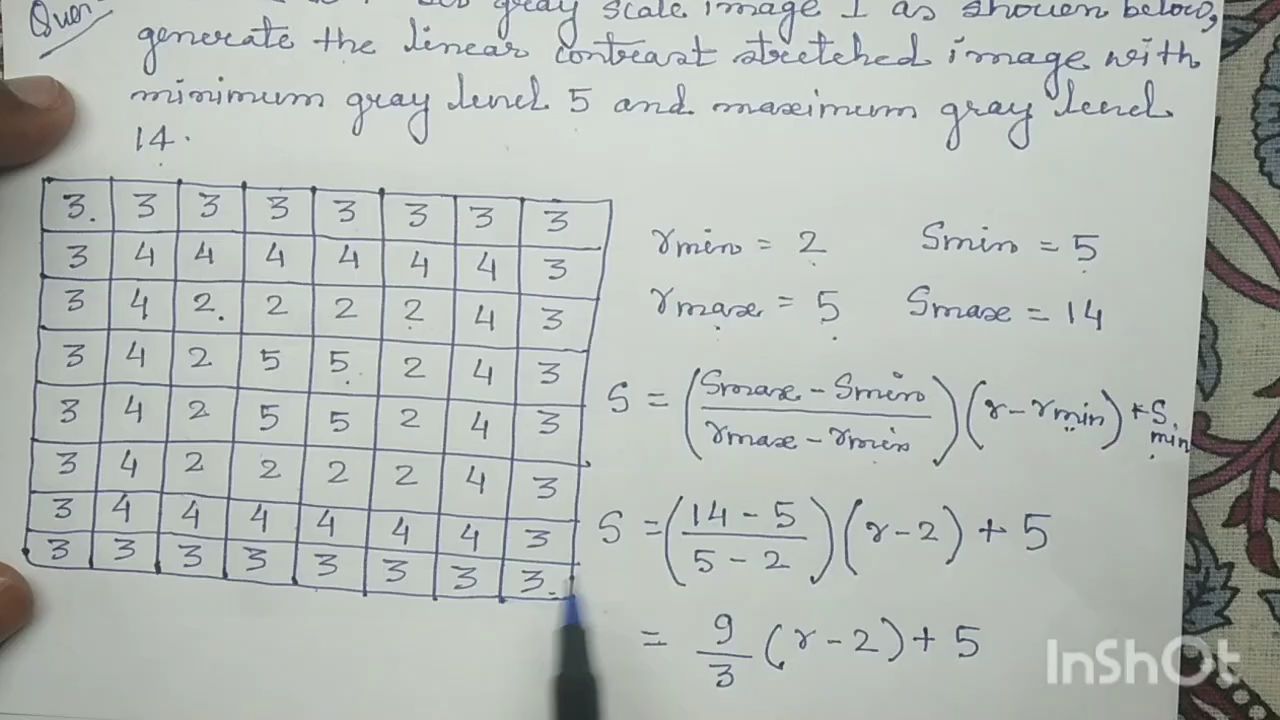 Ques gray scale image I as shown below,
generate the linear contrast stretched image with
minimum gray level 5 and maximum gray level
14.
3. 3 3 3 3 3 3 3
3 4 4 4 4 4 4 3
3 4 2. 2 2 2 4 3
3 4 2 5 5. 2 4 3
3 4 2 5 5 2 4 3
3 4 2 2 2 2 4 3
3 4 4 4 4 4 4 3
3 3 3 3 3 3 3 3.
rmin = 2 Smin = 5
rmax = 5 Smax = 14
S = (Smax - Smin / rmax - rmin) (r - rmin) + Smin
S = (14 - 5 / 5 - 2) (r - 2) + 5
= 9/3 (r - 2) + 5
InShOt